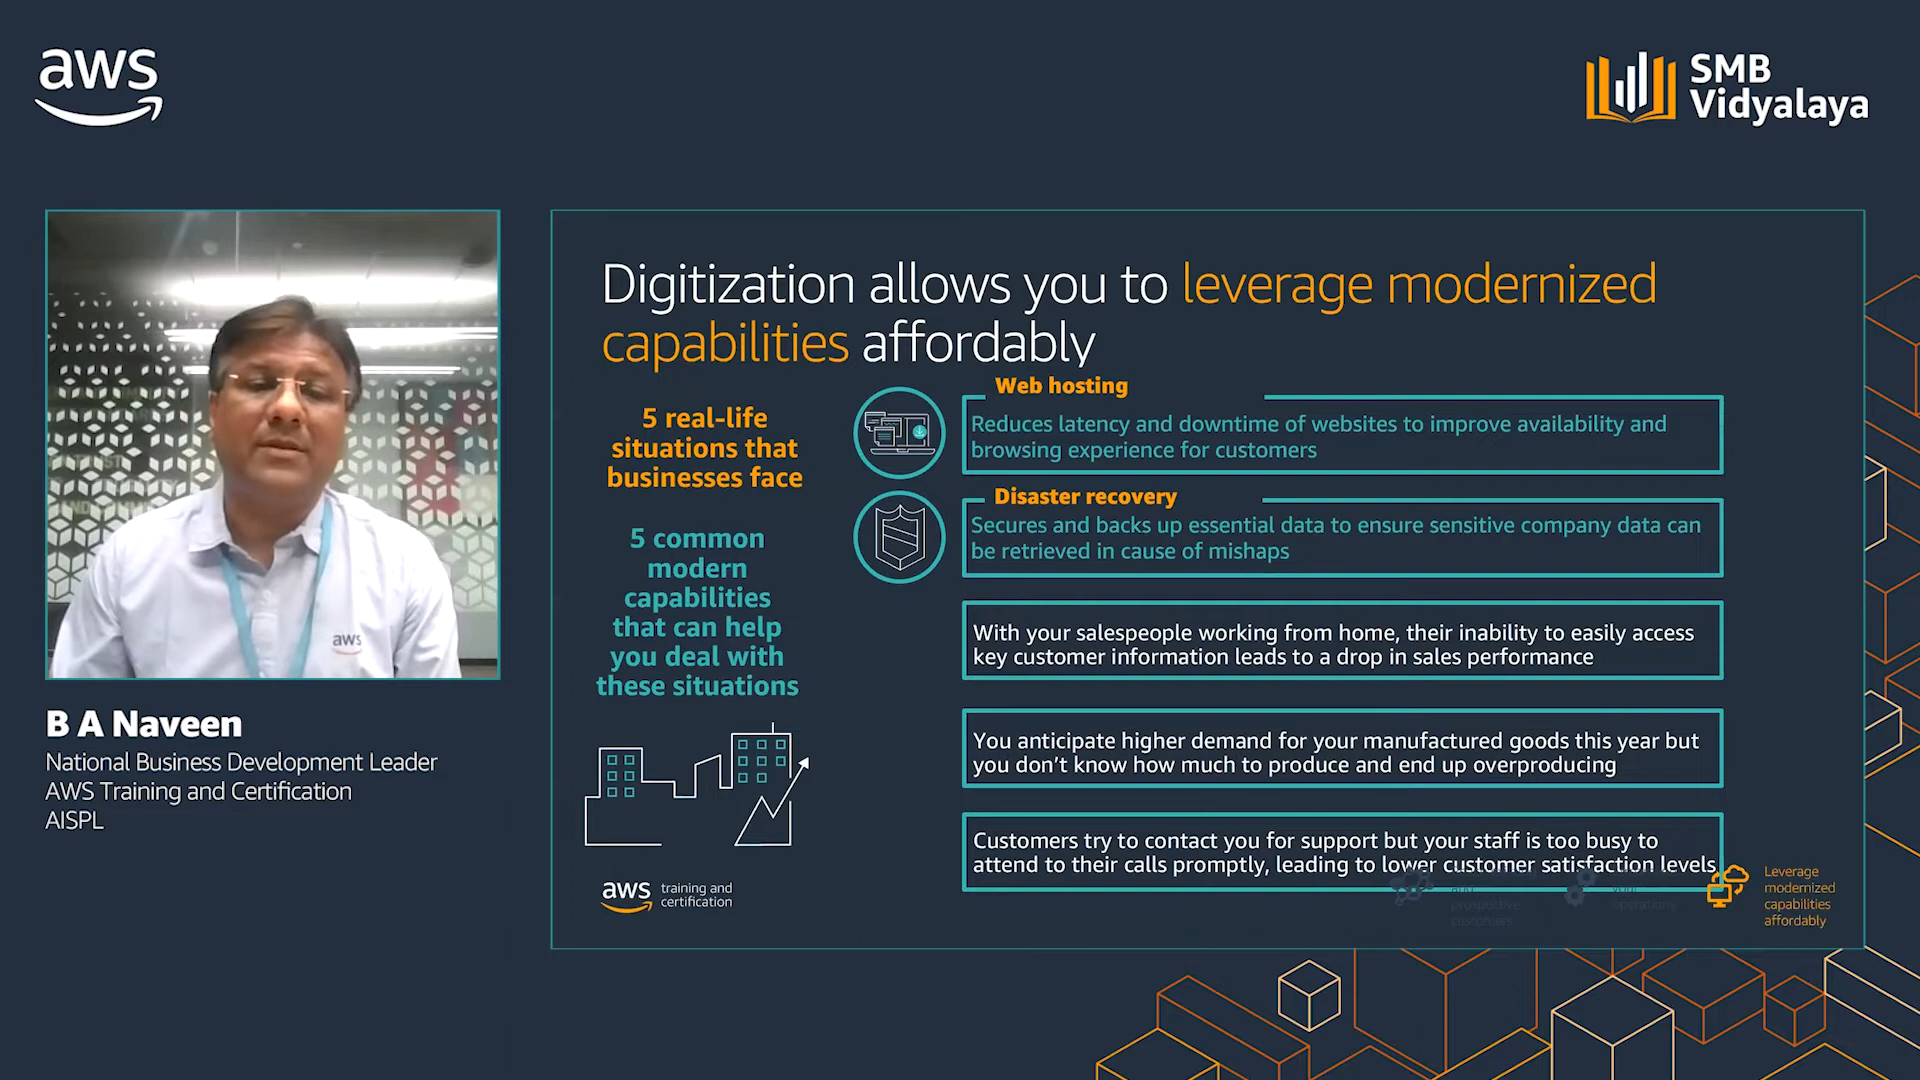 aws
SMB
Vidyalaya
Digitization allows you to leverage modernized
capabilities affordably
5 real-life
situations that
businesses face
5 common
modern
capabilities
that can help
you deal with
these situations
Web hosting
Reduces latency and downtime of websites to improve availability and
browsing experience for customers
Disaster recovery
Secures and backs up essential data to ensure sensitive company data can
be retrieved in cause of mishaps
With your salespeople working from home, their inability to easily access
key customer information leads to a drop in sales performance
You anticipate higher demand for your manufactured goods this year but
you don't know how much to produce and end up overproducing
Customers try to contact you for support but your staff is too busy to
attend to their calls promptly, leading to lower customer satisfaction levels
aws training and
certification
prospective
customers
operations
Leverage
modernized
capabilities
affordably
aws
B A Naveen
National Business Development Leader
AWS Training and Certification
AISPL